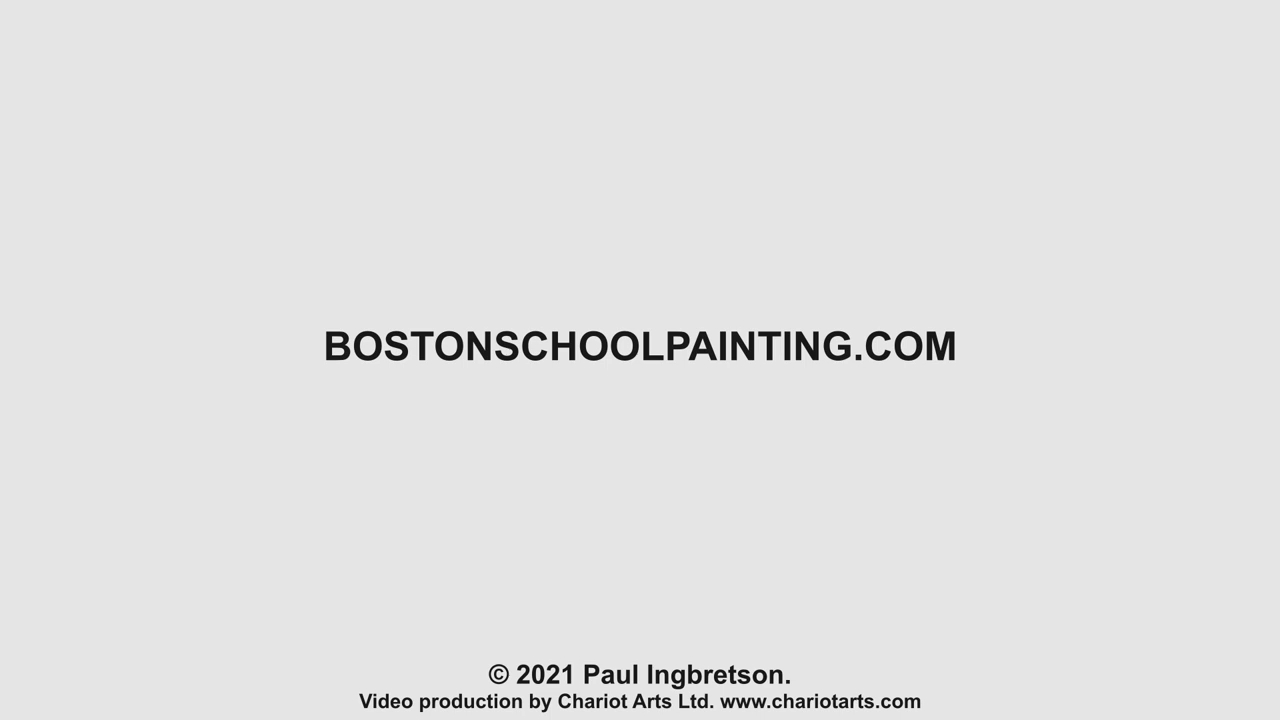 BOSTONSCHOOLPAINTING.COM
© 2021 Paul Ingbretson.
Video production by Chariot Arts Ltd. www.chariotarts.com